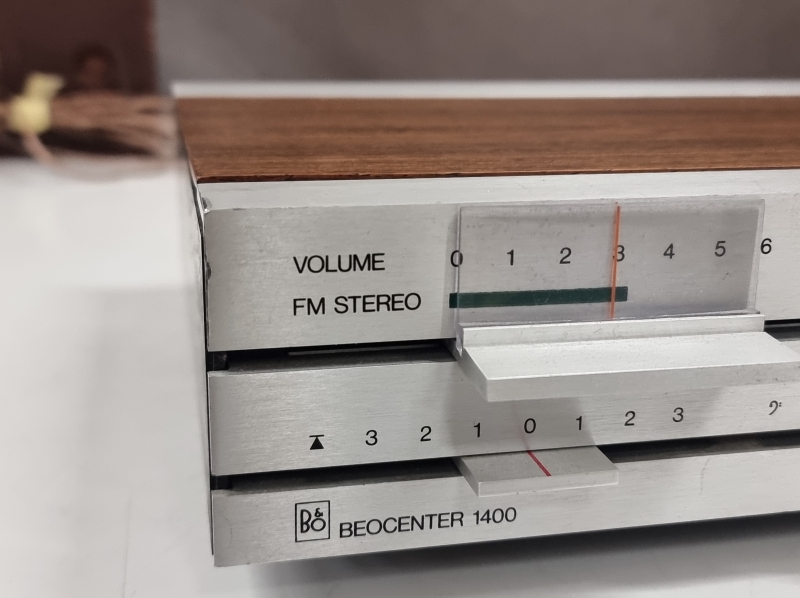 VOLUME 0 1 2 3 4 5 6
FM STEREO
3 2 1 0 1 2 3
B&O BEOCENTER 1400